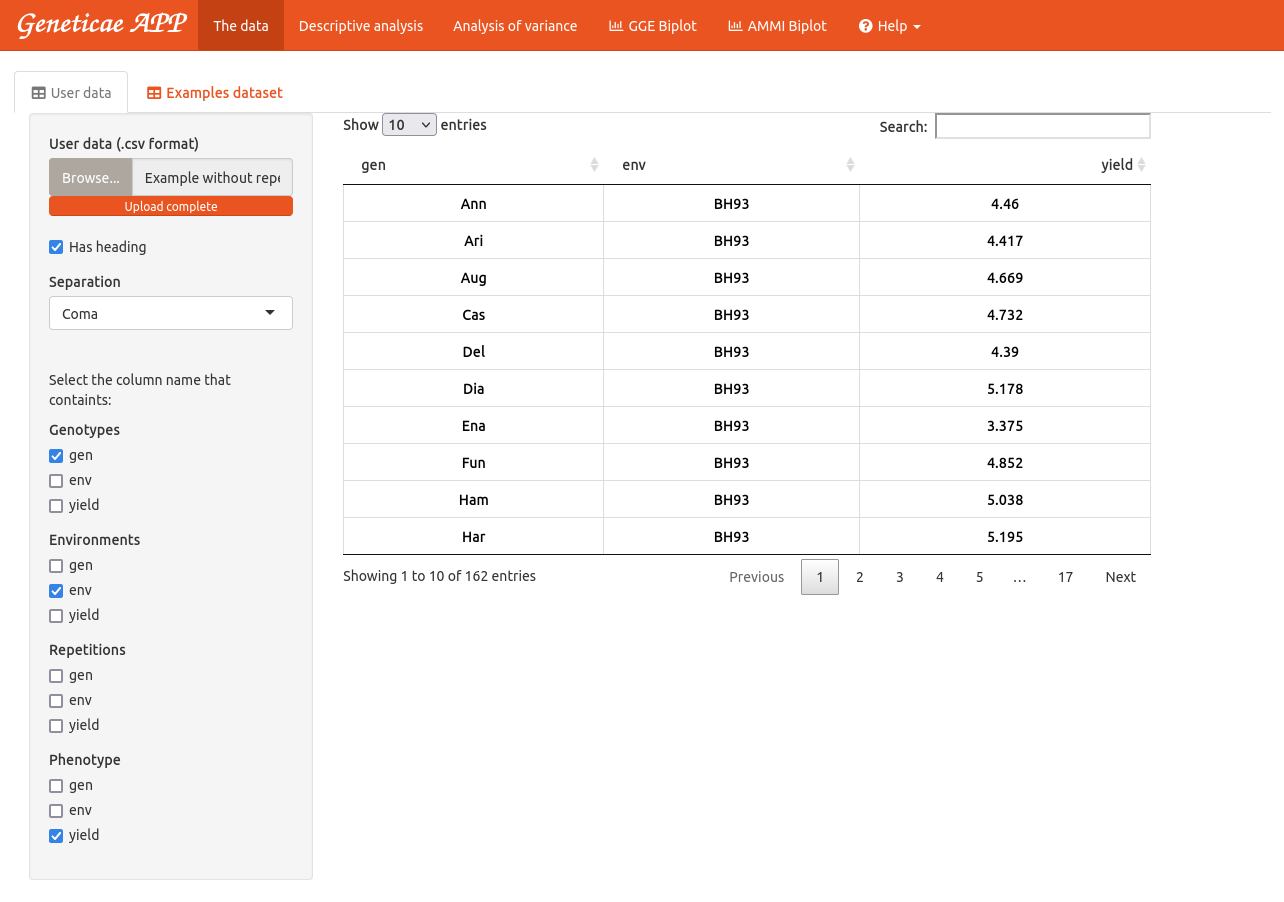 Geneticae APP
The data
Descriptive analysis
Analysis of variance
GGE Biplot
AMMI Biplot
Help
User data
Examples dataset
User data (.csv format)
Browse...
Example without repe
Upload complete
Has heading
Separation
Coma
Select the column name that
containts:
Genotypes
gen
env
yield
Environments
gen
env
yield
Repetitions
gen
env
yield
Phenotype
gen
env
yield
Show 10 entries
Search:
gen env yield
Ann BH93 4.46
Ari BH93 4.417
Aug BH93 4.669
Cas BH93 4.732
Del BH93 4.39
Dia BH93 5.178
Ena BH93 3.375
Fun BH93 4.852
Ham BH93 5.038
Har BH93 5.195
Showing 1 to 10 of 162 entries
Previous 1 2 3 4 5 … 17 Next